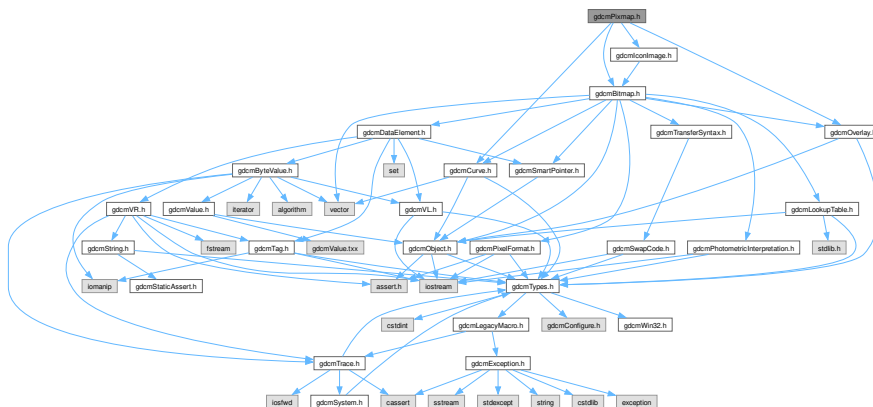 gdcmPixmap.h
gdcmIconImage.h
gdcmBitmap.h
gdcmDataElement.h
gdcmTransferSyntax.h
gdcmOverlay.h
gdcmByteValue.h
set
gdcmCurve.h
gdcmSmartPointer.h
gdcmVR.h
gdcmValue.h
iterator
algorithm
vector
gdcmVL.h
gdcmLookupTable.h
gdcmString.h
fstream
gdcmTag.h
gdcmValue.txx
gdcmObject.h
gdcmPixelFormat.h
gdcmSwapCode.h
gdcmPhotometricInterpretation.h
stdlib.h
iomanip
gdcmStaticAssert.h
assert.h
iostream
gdcmTypes.h
cstdint
gdcmLegacyMacro.h
gdcmConfigure.h
gdcmWin32.h
gdcmTrace.h
gdcmException.h
iosfwd
gdcmSystem.h
cassert
sstream
stdexcept
string
cstdlib
exception